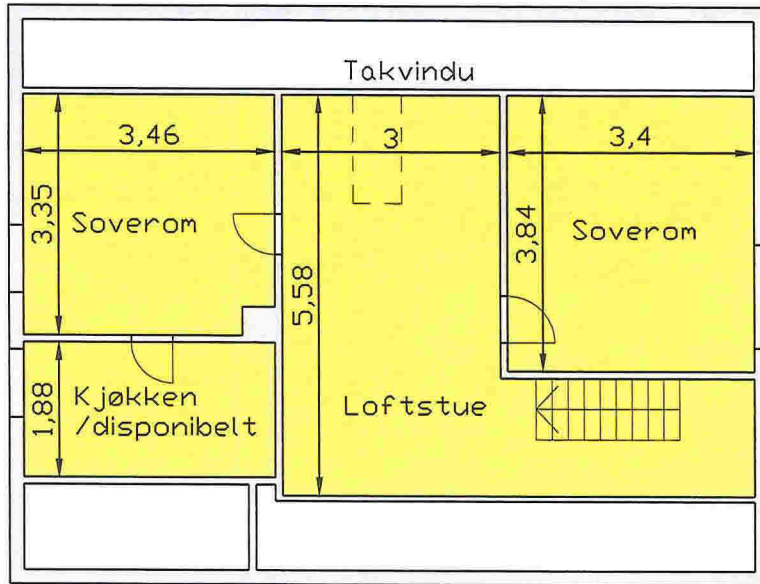 Takvindu
3,46
3
3,4
3,35
Soverom
5,58
3,84
Soverom
1,88
Kjøkken
/disponibelt
Loftstue